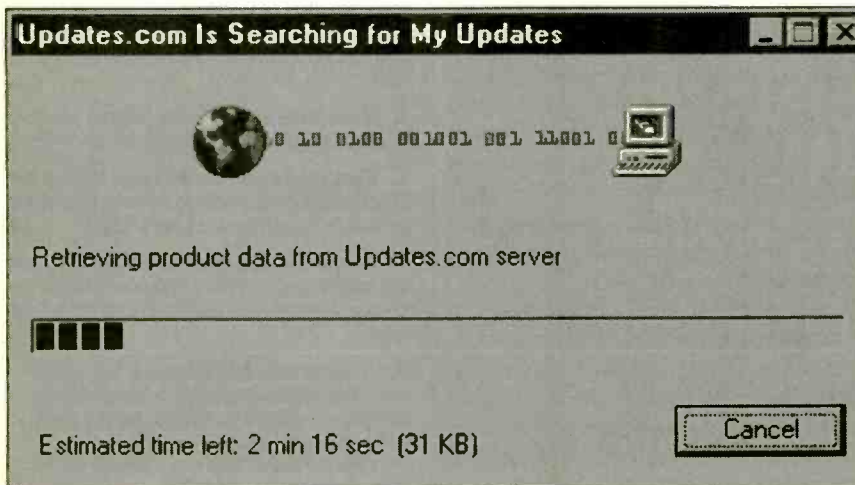 Updates.com Is Searching for My Updates
0 10 0100 001001 001 11001 0
Retrieving product data from Updates.com server
Estimated time left: 2 min 16 sec (31 KB)
Cancel